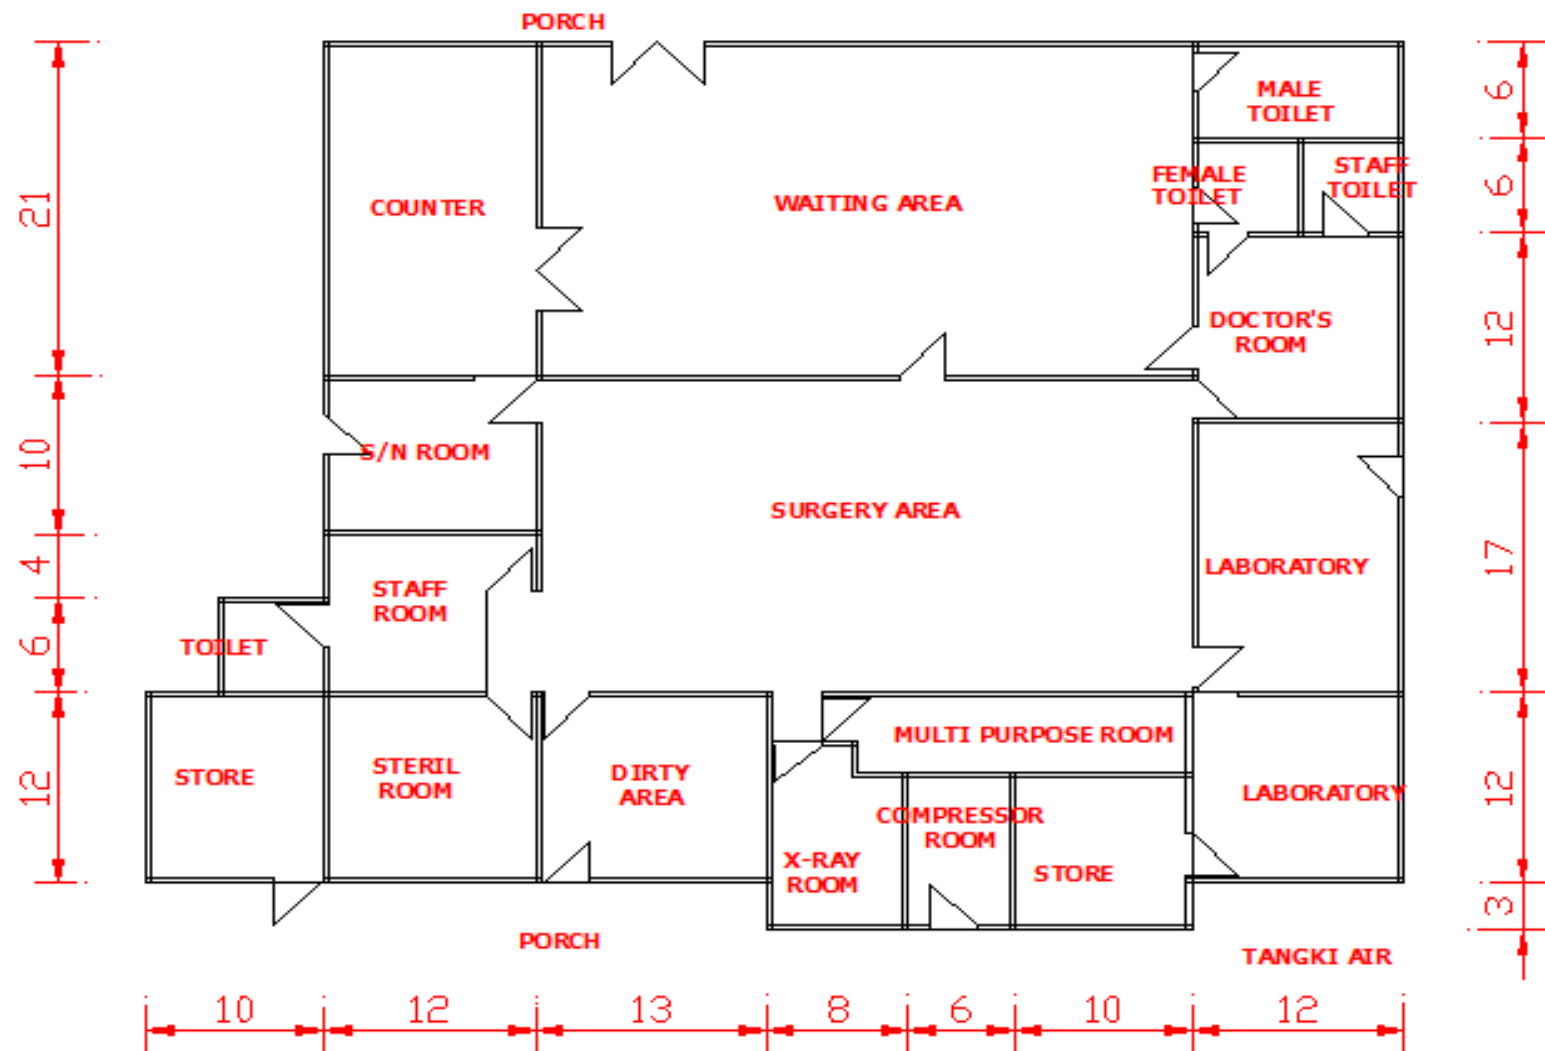 PORCH
MALE
TOILET
6
FEMALE
TOILET
STAFF
TOILET
6
21
COUNTER
WAITING AREA
DOCTOR'S
ROOM
12
10
S/N ROOM
SURGERY AREA
4
STAFF
ROOM
LABORATORY
17
6
TOILET
MULTI PURPOSE ROOM
12
STORE
STERIL
ROOM
DIRTY
AREA
COMPRESSOR
ROOM
LABORATORY
12
X-RAY
ROOM
STORE
3
PORCH
TANGKI AIR
10
12
13
8
6
10
12